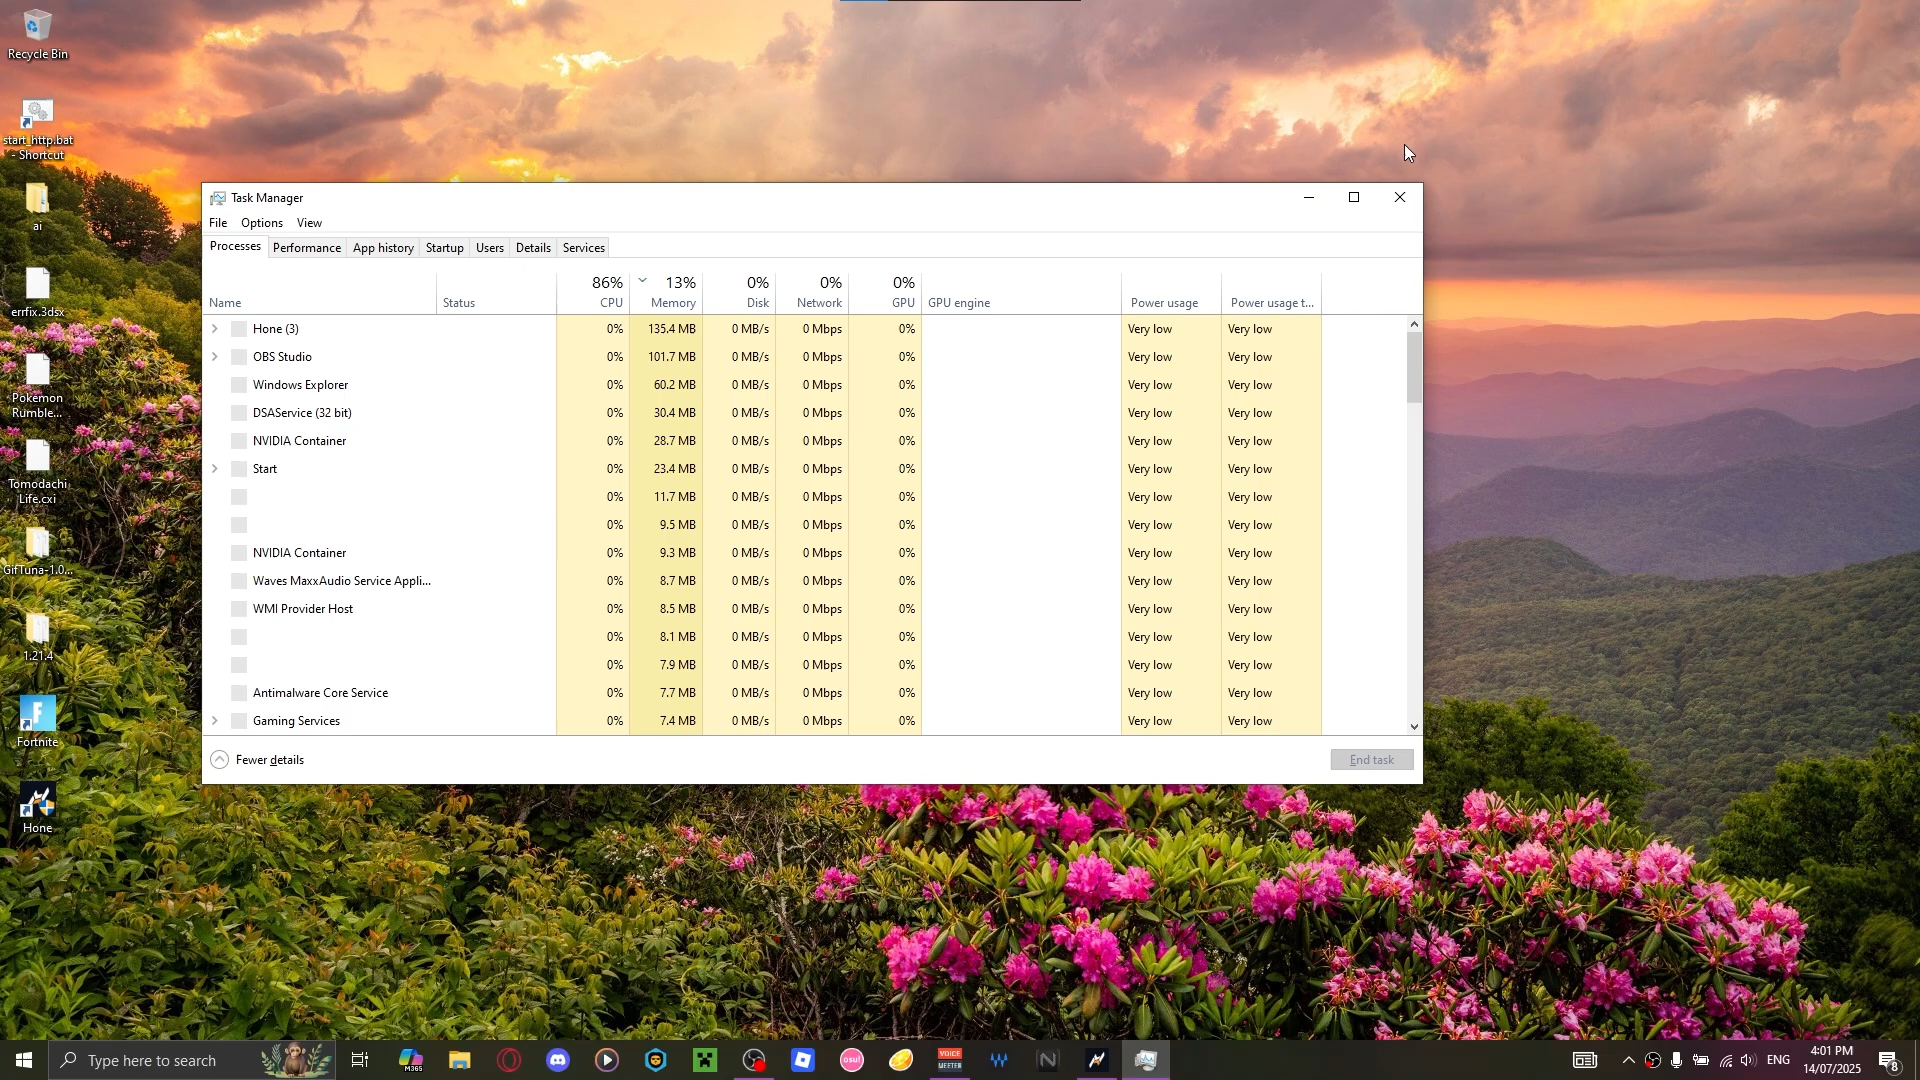 Recycle Bin
start_http.bat
- Shortcut
ai
errfix.3dsx
Pokemon
Rumble...
Tomodachi
Life.cxi
GifTuna-1.0...
1.21.4
Fortnite
Hone
Task Manager
File Options View
Processes Performance App history Startup Users Details Services
86% 13% 0% 0% 0%
Name Status CPU Memory Disk Network GPU GPU engine Power usage Power usage t...
Hone (3) 0% 135.4 MB 0 MB/s 0 Mbps 0% Very low Very low
OBS Studio 0% 101.7 MB 0 MB/s 0 Mbps 0% Very low Very low
Windows Explorer 0% 60.2 MB 0 MB/s 0 Mbps 0% Very low Very low
DSAService (32 bit) 0% 30.4 MB 0 MB/s 0 Mbps 0% Very low Very low
NVIDIA Container 0% 28.7 MB 0 MB/s 0 Mbps 0% Very low Very low
Start 0% 23.4 MB 0 MB/s 0 Mbps 0% Very low Very low
0% 11.7 MB 0 MB/s 0 Mbps 0% Very low Very low
0% 9.5 MB 0 MB/s 0 Mbps 0% Very low Very low
NVIDIA Container 0% 9.3 MB 0 MB/s 0 Mbps 0% Very low Very low
Waves MaxxAudio Service Appli... 0% 8.7 MB 0 MB/s 0 Mbps 0% Very low Very low
WMI Provider Host 0% 8.5 MB 0 MB/s 0 Mbps 0% Very low Very low
0% 8.1 MB 0 MB/s 0 Mbps 0% Very low Very low
0% 7.9 MB 0 MB/s 0 Mbps 0% Very low Very low
Antimalware Core Service 0% 7.7 MB 0 MB/s 0 Mbps 0% Very low Very low
Gaming Services 0% 7.4 MB 0 MB/s 0 Mbps 0% Very low Very low
Fewer details End task
Type here to search
M365
osu!
VOICE
MEETER
ENG
4:01 PM
14/07/2025
8